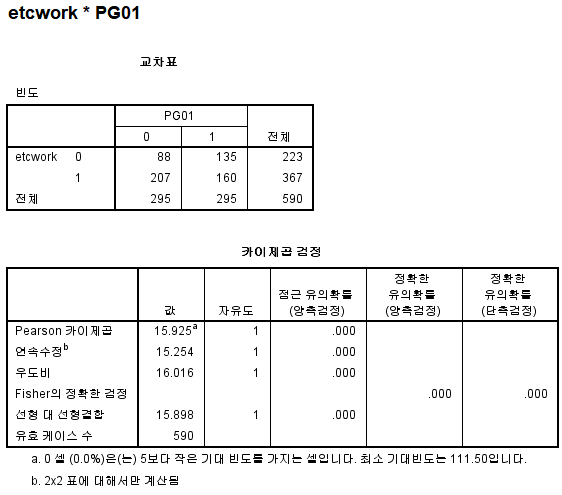 etcwork * PG01
교차표
빈도
PG01
0 1 전체
etcwork 0 88 135 223
1 207 160 367
전체 295 295 590
카이제곱 검정
값 자유도 점근 유의확률 (양측검정) 정확한 유의확률 (양측검정) 정확한 유의확률 (단측검정)
Pearson 카이제곱 15.925a 1 .000
연속수정b 15.254 1 .000
우도비 16.016 1 .000
Fisher의 정확한 검정 .000 .000
선형 대 선형결합 15.898 1 .000
유효 케이스 수 590
a. 0 셀 (0.0%)은(는) 5보다 작은 기대 빈도를 가지는 셀입니다. 최소 기대빈도는 111.50입니다.
b. 2x2 표에 대해서만 계산됨